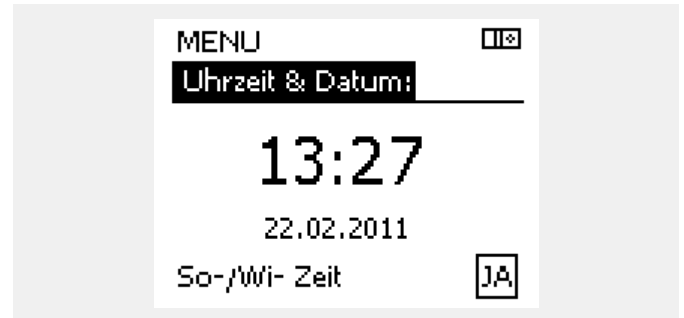 MENU
Uhrzeit & Datum:
13:27
22.02.2011
So-/Wi- Zeit JA